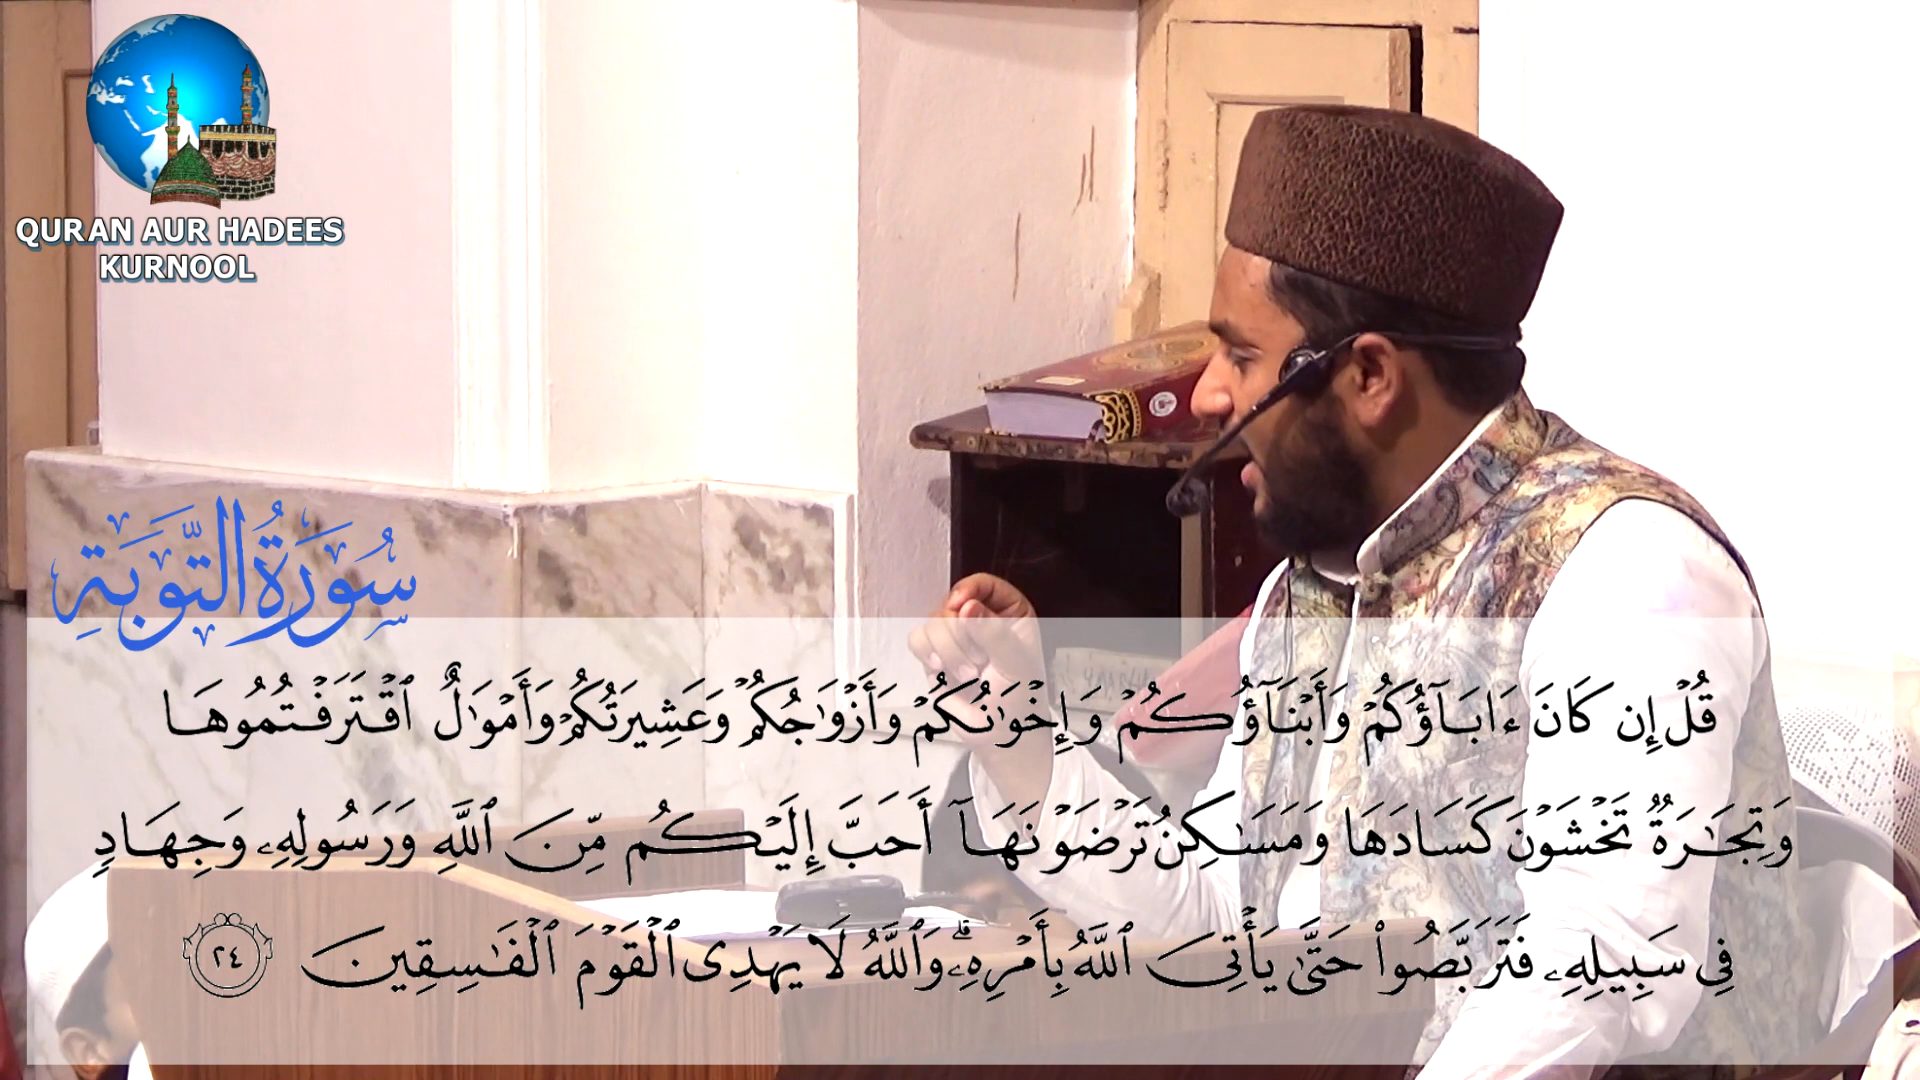 QURAN AUR HADEES
KURNOOL
سُورَةُ التَّوبَةِ
قُلْ إِن كَانَ ءَابَآؤُكُمْ وَأَبْنَآؤُكُمْ وَإِخْوَٰنُكُمْ وَأَزْوَٰجُكُمْ وَعَشِيرَتُكُمْ وَأَمْوَٰلٌ ٱقْتَرَفْتُمُوهَا
وَتِجَٰرَةٌ تَخْشَوْنَ كَسَادَهَا وَمَسَٰكِنُ تَرْضَوْنَهَآ أَحَبَّ إِلَيْكُم مِّنَ ٱللَّهِ وَرَسُولِهِۦ وَجِهَادٍ
فِى سَبِيلِهِۦ فَتَرَبَّصُوا۟ حَتَّىٰ يَأْتِىَ ٱللَّهُ بِأَمْرِهِۦ ۗ وَٱللَّهُ لَا يَهْدِى ٱلْقَوْمَ ٱلْفَٰسِقِينَ ٢٤